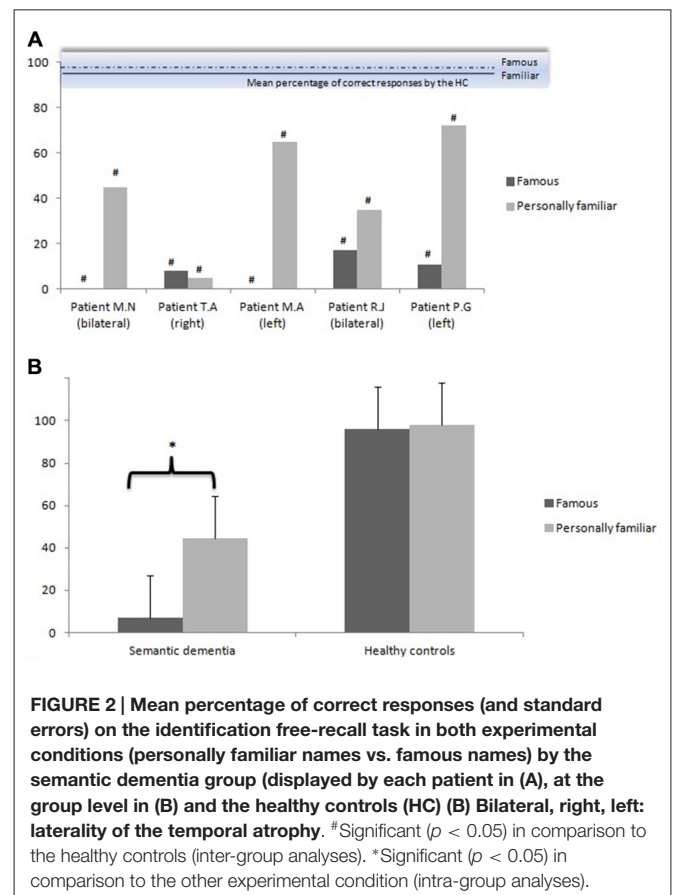 A
100
80
60
40
20
0
Famous
Familiar
Mean percentage of correct responses by the HC
# # # # # # # # # #
Famous
Personally familiar
Patient M.N Patient T.A Patient M.A Patient R.J Patient P.G
(bilateral) (right) (left) (bilateral) (left)
B
100
80
60
40
20
0
*
Famous
Personally familiar
Semantic dementia Healthy controls
FIGURE 2 | Mean percentage of correct responses (and standard
errors) on the identification free-recall task in both experimental
conditions (personally familiar names vs. famous names) by the
semantic dementia group (displayed by each patient in (A), at the
group level in (B) and the healthy controls (HC) (B) Bilateral, right, left:
laterality of the temporal atrophy. #Significant (p < 0.05) in comparison to
the healthy controls (inter-group analyses). *Significant (p < 0.05) in
comparison to the other experimental condition (intra-group analyses).